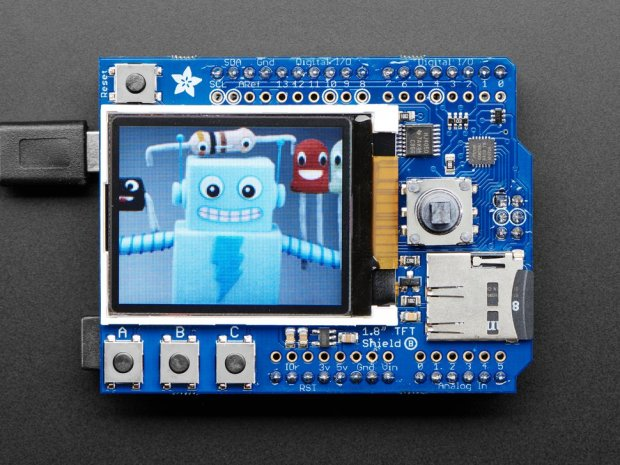 SDA Gnd Digital I/O Digital I/O
SCL ARef 13 12 11 10 9 8 7 6 5 4 3 2 1 0
Reset
8
m
1.8" TFT
Shield B
A B C
IOr 3v 5v Gnd Vin 0 1 2 3 4 5
RST Analog In